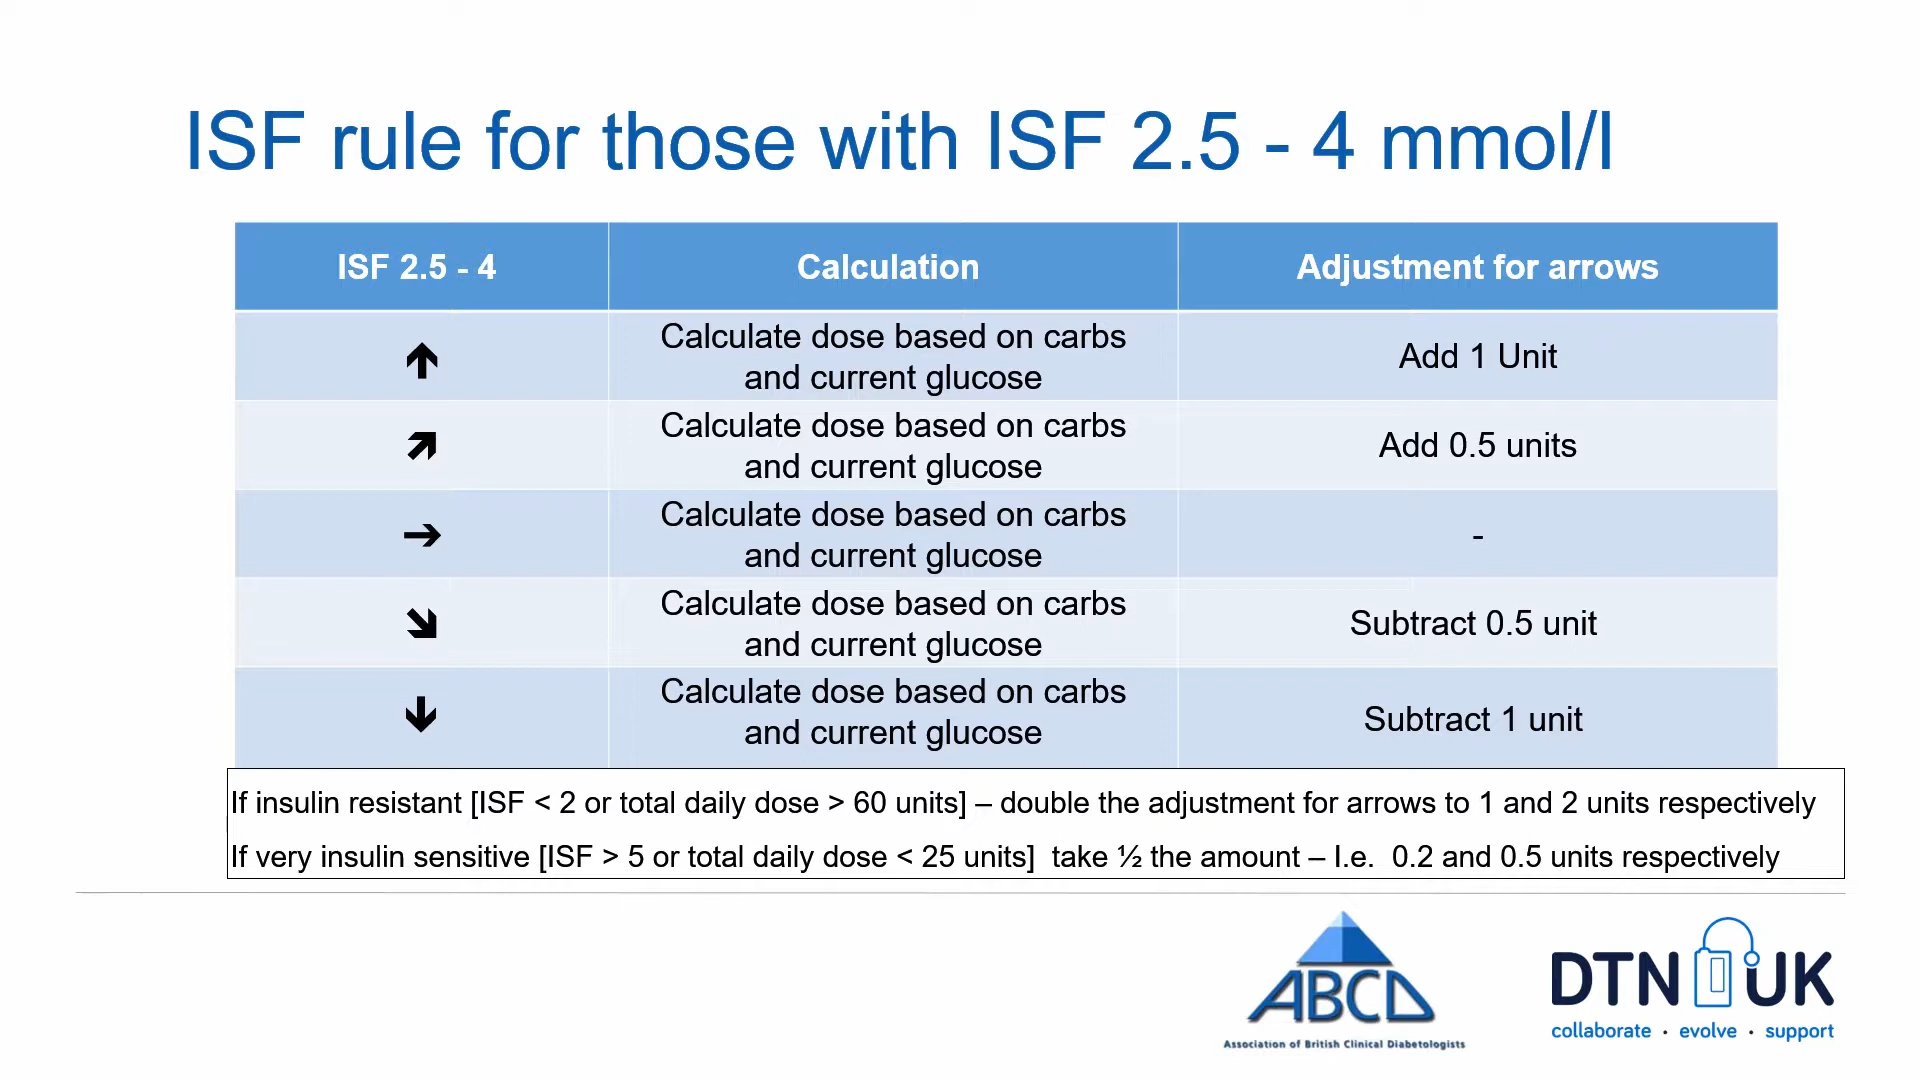 ISF rule for those with ISF 2.5 - 4 mmol/l
ISF 2.5 - 4
Calculation
Adjustment for arrows
↑
Calculate dose based on carbs
and current glucose
Add 1 Unit
↗
Calculate dose based on carbs
and current glucose
Add 0.5 units
→
Calculate dose based on carbs
and current glucose
-
↘
Calculate dose based on carbs
and current glucose
Subtract 0.5 unit
↓
Calculate dose based on carbs
and current glucose
Subtract 1 unit
If insulin resistant [ISF < 2 or total daily dose > 60 units] – double the adjustment for arrows to 1 and 2 units respectively
If very insulin sensitive [ISF > 5 or total daily dose < 25 units]  take ½ the amount – I.e.  0.2 and 0.5 units respectively
ABCD
Association of British Clinical Diabetologists
DTN UK
collaborate · evolve · support